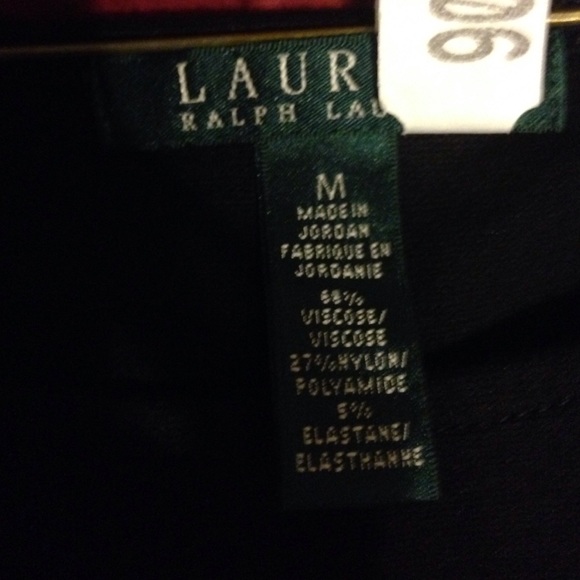 LAUR
RALPH LAU
M
MADE IN
JORDAN
FABRIQUE EN
JORDANIE
68%
VISCOSE/
VISCOSE
27% NYLON/
POLYAMIDE
5%
ELASTANE/
ELASTHANNE